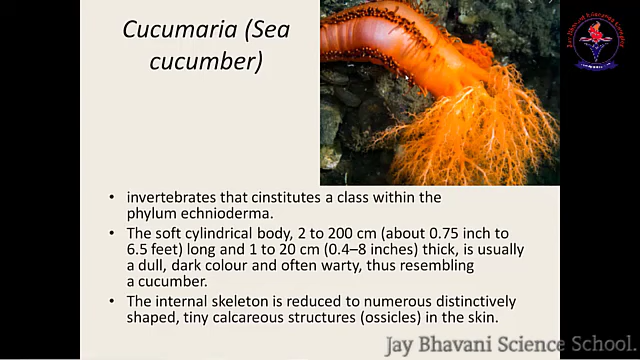 Cucumaria (Sea
cucumber)
• invertebrates that cinstitutes a class within the
phylum echnioderma.
• The soft cylindrical body, 2 to 200 cm (about 0.75 inch to
6.5 feet) long and 1 to 20 cm (0.4–8 inches) thick, is usually
a dull, dark colour and often warty, thus resembling
a cucumber.
• The internal skeleton is reduced to numerous distinctively
shaped, tiny calcareous structures (ossicles) in the skin.
Jay Bhavani Science School.